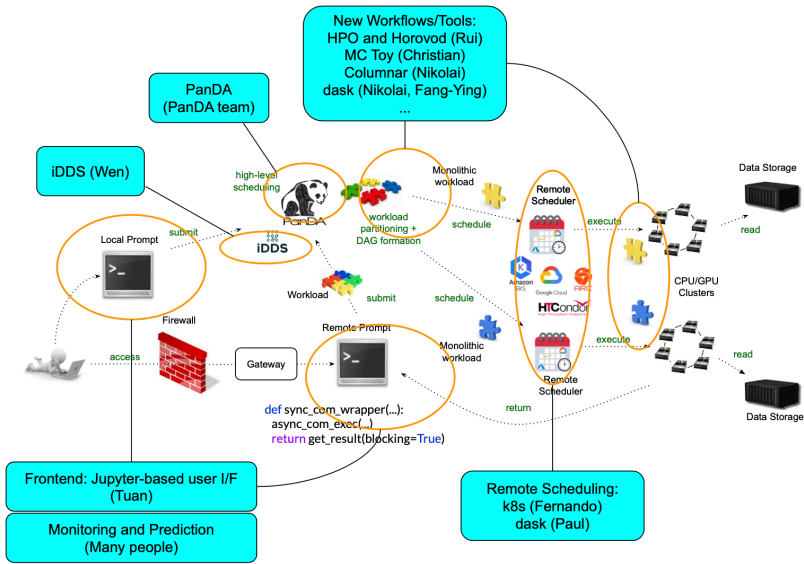 New Workflows/Tools:
HPO and Horovod (Rui)
MC Toy (Christian)
Columnar (Nikolai)
dask (Nikolai, Fang-Ying)
...
PanDA
(PanDA team)
iDDS (Wen)
high-level
scheduling
PanDA
Monolithic
workload
Remote
Scheduler
Data Storage
Local Prompt
submit
>_
iDDS
workload
partitioning +
DAG formation
schedule
execute
read
Amazon
EKS
Google Cloud
ARC
HTCondor
High Throughput Computing
CPU/GPU
Clusters
Workload
submit
schedule
Firewall
Remote Prompt
>_
Monolithic
workload
execute
read
access
Gateway
Remote
Scheduler
return
Data Storage
def sync_com_wrapper(...):
async_com_exec(...)
return get_result(blocking=True)
Frontend: Jupyter-based user I/F
(Tuan)
Monitoring and Prediction
(Many people)
Remote Scheduling:
k8s (Fernando)
dask (Paul)